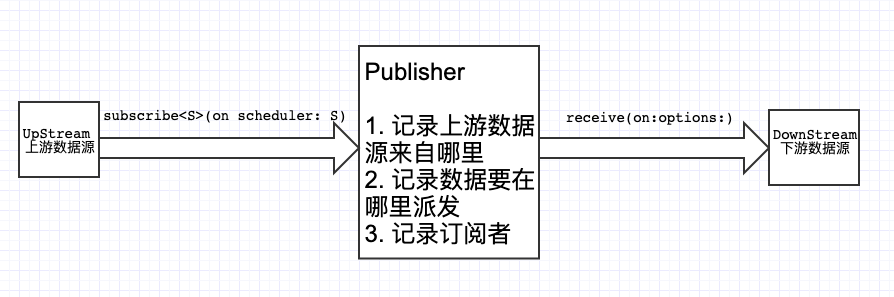 UpStream
上游数据源
subscribe<S>(on scheduler: S)
Publisher
1. 记录上游数据
源来自哪里
2. 记录数据要在
哪里派发
3. 记录订阅者
receive(on:options:)
DownStream
下游数据源